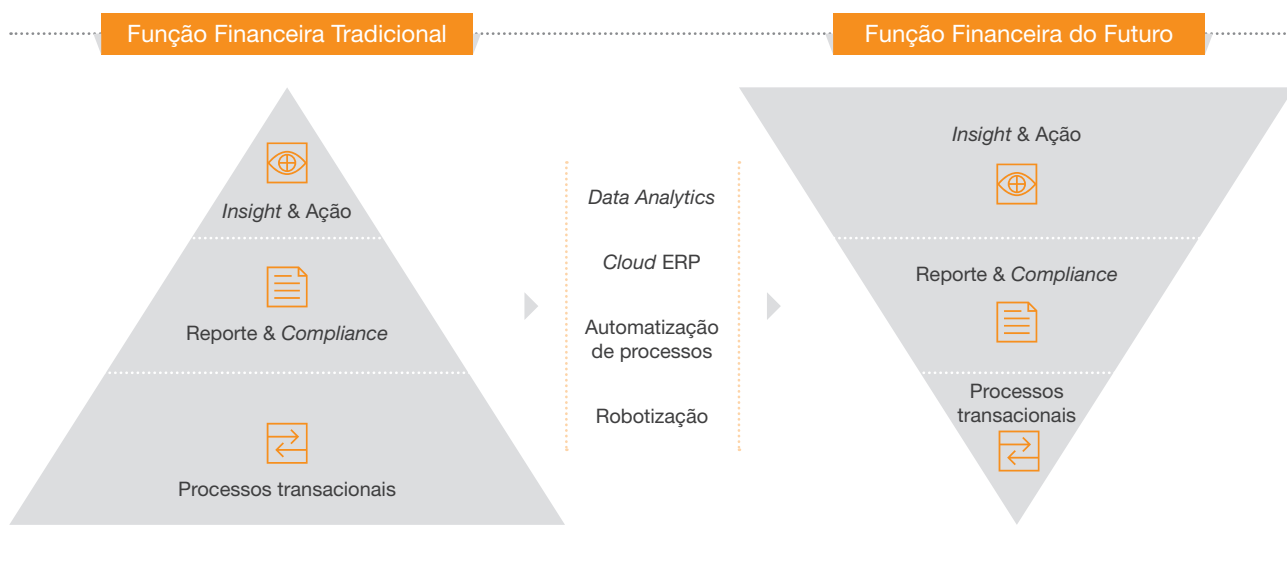 Função Financeira Tradicional
Função Financeira do Futuro
Insight & Ação
Reporte & Compliance
Processos transacionais
Data Analytics
Cloud ERP
Automatização
de processos
Robotização
Insight & Ação
Reporte & Compliance
Processos
transacionais